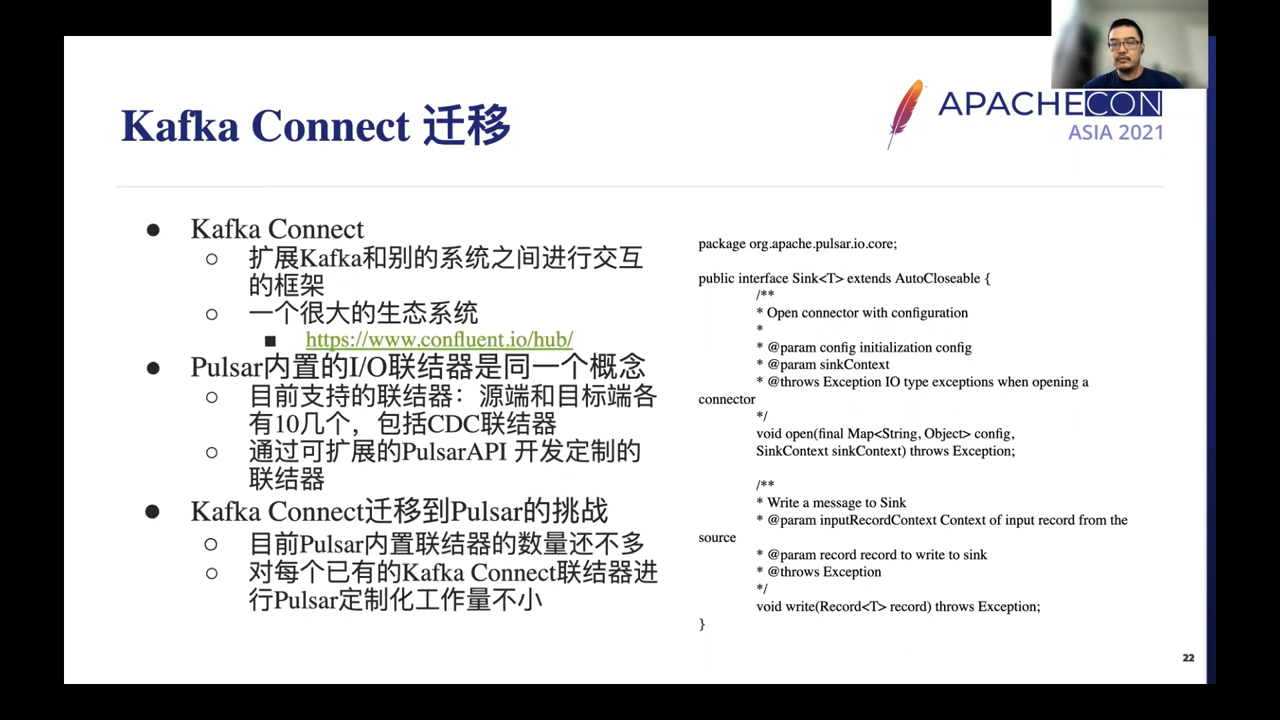 APACHECON
ASIA 2021
Kafka Connect 迁移
● Kafka Connect
○ 扩展Kafka和别的系统之间进行交互
的框架
○ 一个很大的生态系统
■ https://www.confluent.io/hub/
● Pulsar内置的I/O联结器是同一个概念
○ 目前支持的联结器：源端和目标端各
有10几个，包括CDC联结器
○ 通过可扩展的PulsarAPI 开发定制的
联结器
● Kafka Connect迁移到Pulsar的挑战
○ 目前Pulsar内置联结器的数量还不多
○ 对每个已有的Kafka Connect联结器进
行Pulsar定制化工作量不小
package org.apache.pulsar.io.core;
public interface Sink<T> extends AutoCloseable {
/**
* Open connector with configuration
*
* @param config initialization config
* @param sinkContext
* @throws Exception IO type exceptions when opening a
connector
*/
void open(final Map<String, Object> config,
SinkContext sinkContext) throws Exception;
/**
* Write a message to Sink
* @param inputRecordContext Context of input record from the
source
* @param record record to write to sink
* @throws Exception
*/
void write(Record<T> record) throws Exception;
}
22